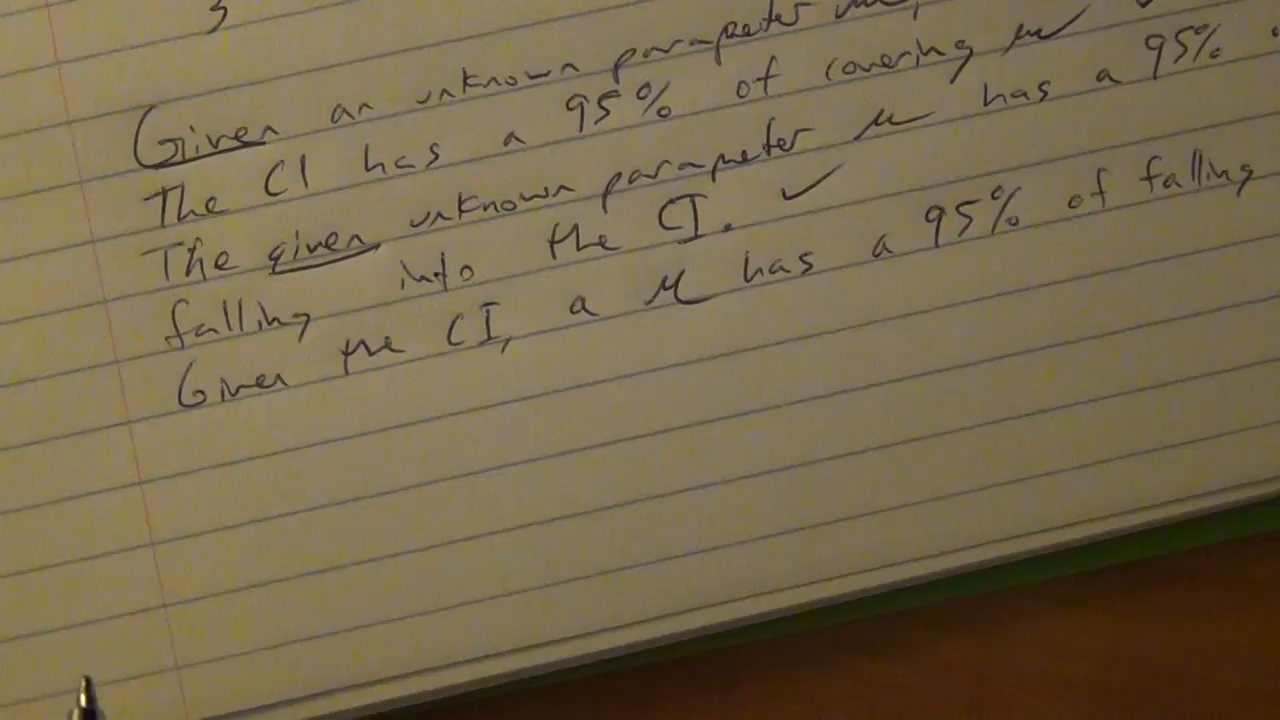 Given an unknown parameter
The CI has a 95% of covering μ ✓
The given unknown parameter μ has a 95%
falling into the CI. ✓
Given the CI, a μ has a 95% of falling